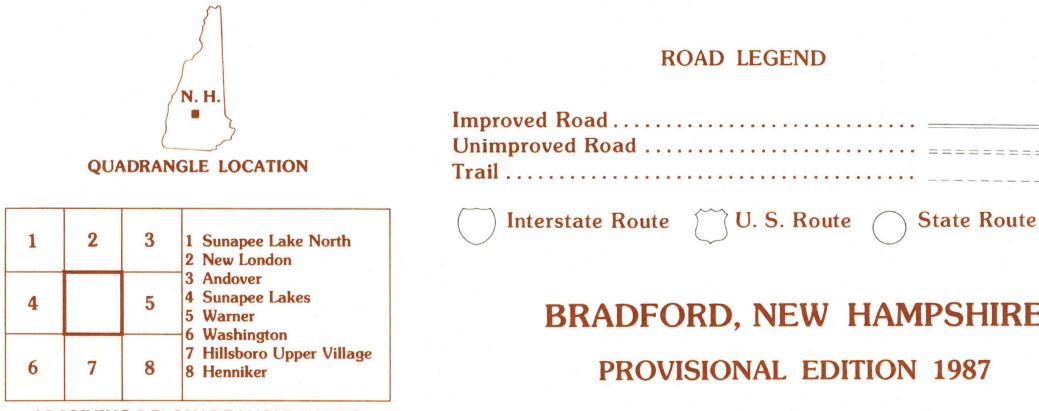 N. H.
QUADRANGLE LOCATION
1 2 3
4 5
6 7 8
1 Sunapee Lake North
2 New London
3 Andover
4 Sunapee Lakes
5 Warner
6 Washington
7 Hillsboro Upper Village
8 Henniker
ROAD LEGEND
Improved Road
Unimproved Road
Trail
Interstate Route U. S. Route State Route
BRADFORD, NEW HAMPSHIRE
PROVISIONAL EDITION 1987